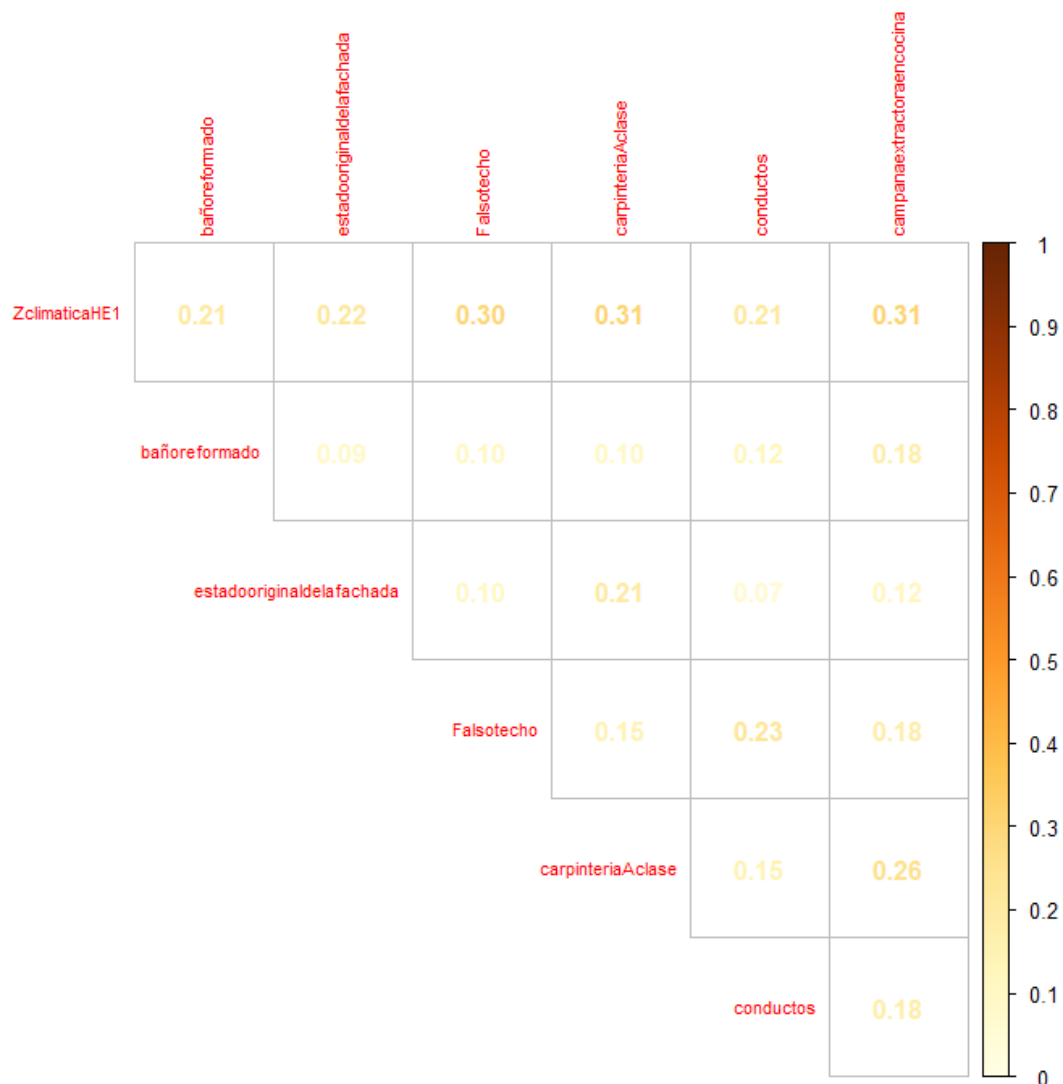 bañoreformado
estadooriginaldelafachada
Falsotecho
carpinteriaAclase
conductos
campanaextractoraencocina
ZclimaticaHE1 0.21 0.22 0.30 0.31 0.21 0.31
bañoreformado 0.09 0.10 0.10 0.12 0.18
estadooriginaldelafachada 0.10 0.21 0.07 0.12
Falsotecho 0.15 0.23 0.18
carpinteriaAclase 0.15 0.26
conductos 0.18
1
0.9
0.8
0.7
0.6
0.5
0.4
0.3
0.2
0.1
0